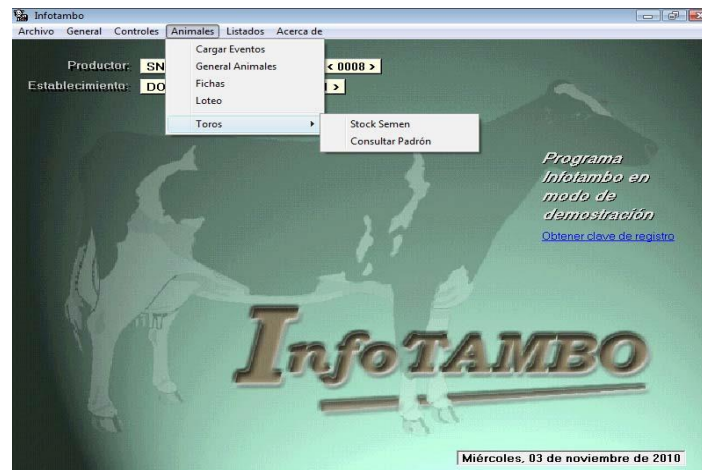 Infotambo
Archivo General Controles Animales Listados Acerca de
Cargar Eventos
General Animales
Fichas
Loteo
Toros
Stock Semen
Consultar Padrón
Productor: SN < 0008 >
Establecimiento: DO >
Programa
Infotambo en
modo de
demostración
Obtener clave de registro
InfoTAMBO
Miércoles, 03 de noviembre de 2010